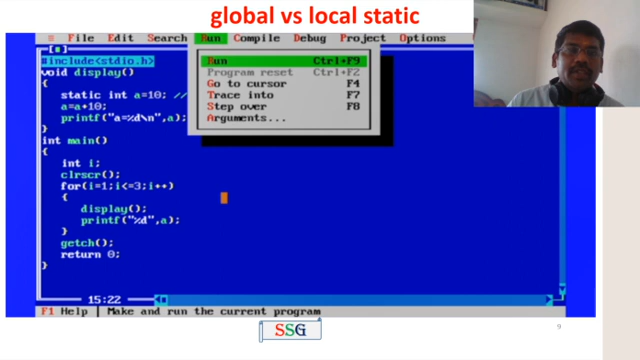 global vs local static
≡ File Edit Search Run Compile Debug Project Options
#include<stdio.h>
void display()
{
static int a=10; //
a=a+10;
printf("a=%d\n",a);
}
int main()
{
int i;
clrscr();
for(i=1;i<=3;i++)
{
display();
printf("%d",a);
}
getch();
return 0;
}
Run Ctrl+F9
Program reset Ctrl+F2
Go to cursor F4
Trace into F7
Step over F8
Arguments...
15:22
F1 Help | Make and run the current program
SSG
9